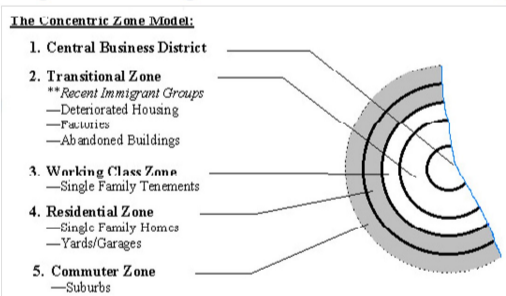 The Concentric Zone Model:
1. Central Business District
2. Transitional Zone
**Recent Immigrant Groups
—Deteriorated Housing
—Factories
—Abandoned Buildings
3. Working Class Zone
—Single Family Tenements
4. Residential Zone
—Single Family Homes
—Yards/Garages
5. Commuter Zone
—Suburbs